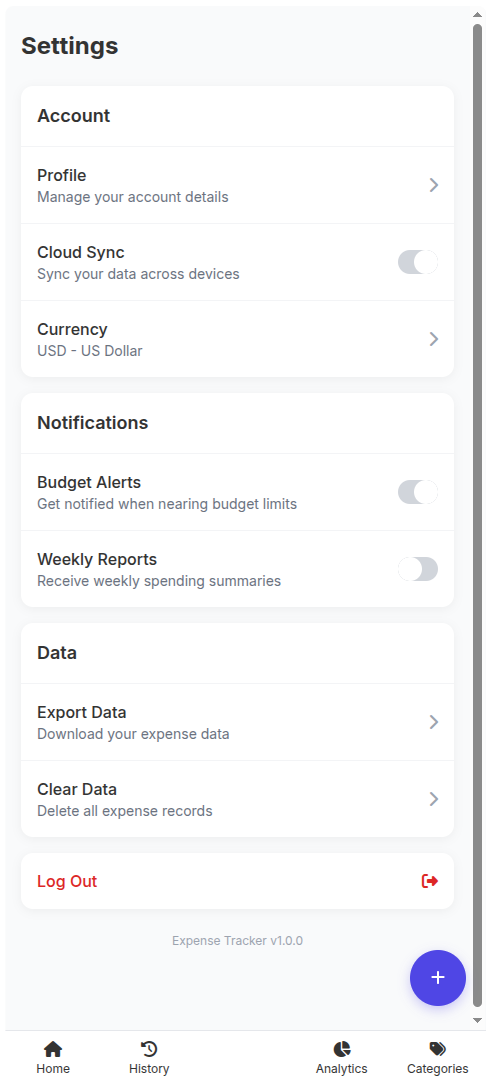 Settings
Account
Profile
Manage your account details
Cloud Sync
Sync your data across devices
Currency
USD - US Dollar
Notifications
Budget Alerts
Get notified when nearing budget limits
Weekly Reports
Receive weekly spending summaries
Data
Export Data
Download your expense data
Clear Data
Delete all expense records
Log Out
Expense Tracker v1.0.0
+
Home History Analytics Categories